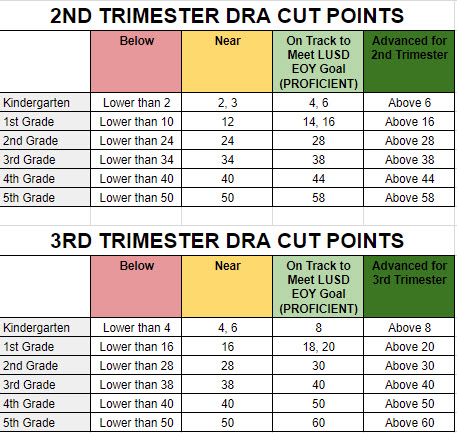 2ND TRIMESTER DRA CUT POINTS
Below Near On Track to Meet LUSD EOY Goal (PROFICIENT) Advanced for 2nd Trimester
Kindergarten Lower than 2 2, 3 4, 6 Above 6
1st Grade Lower than 10 12 14, 16 Above 16
2nd Grade Lower than 24 24 28 Above 28
3rd Grade Lower than 34 34 38 Above 38
4th Grade Lower than 40 40 44 Above 44
5th Grade Lower than 50 50 58 Above 58
3RD TRIMESTER DRA CUT POINTS
Below Near On Track to Meet LUSD EOY Goal (PROFICIENT) Advanced for 3rd Trimester
Kindergarten Lower than 4 4, 6 8 Above 8
1st Grade Lower than 16 16 18, 20 Above 20
2nd Grade Lower than 28 28 30 Above 30
3rd Grade Lower than 38 38 40 Above 40
4th Grade Lower than 40 40 50 Above 50
5th Grade Lower than 50 50 60 Above 60